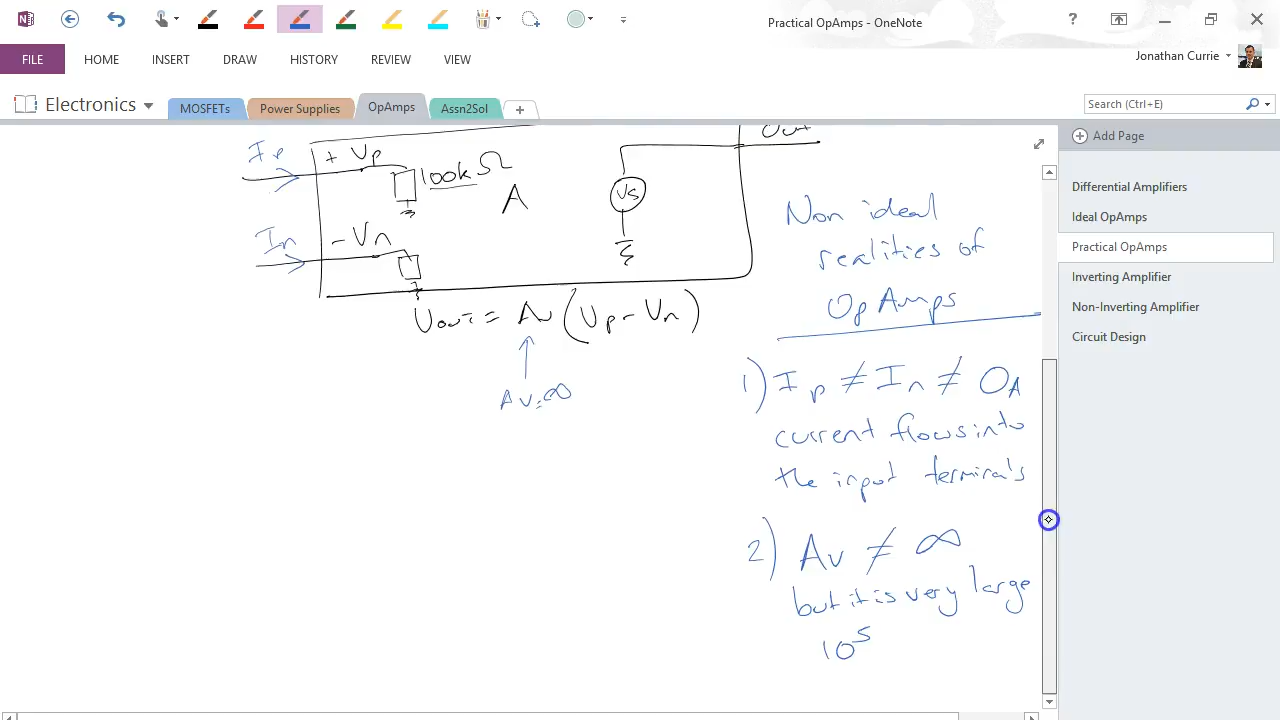 Practical OpAmps - OneNote
?
FILE
HOME
INSERT
DRAW
HISTORY
REVIEW
VIEW
Jonathan Currie
Electronics
MOSFETs
Power Supplies
OpAmps
Assn2Sol
+
Search (Ctrl+E)
Add Page
Differential Amplifiers
Ideal OpAmps
Practical OpAmps
Inverting Amplifier
Non-Inverting Amplifier
Circuit Design
Out
Ip
+ Vp
100k Ω
A
Vs
In
- Vn
Vout = Av (Vp - Vn)
Av = ∞
Non ideal
realities of
OpAmps
1) Ip ≠ In ≠ 0A
current flows into
the input terminals
2) Av ≠ ∞
but it is very large
10⁵